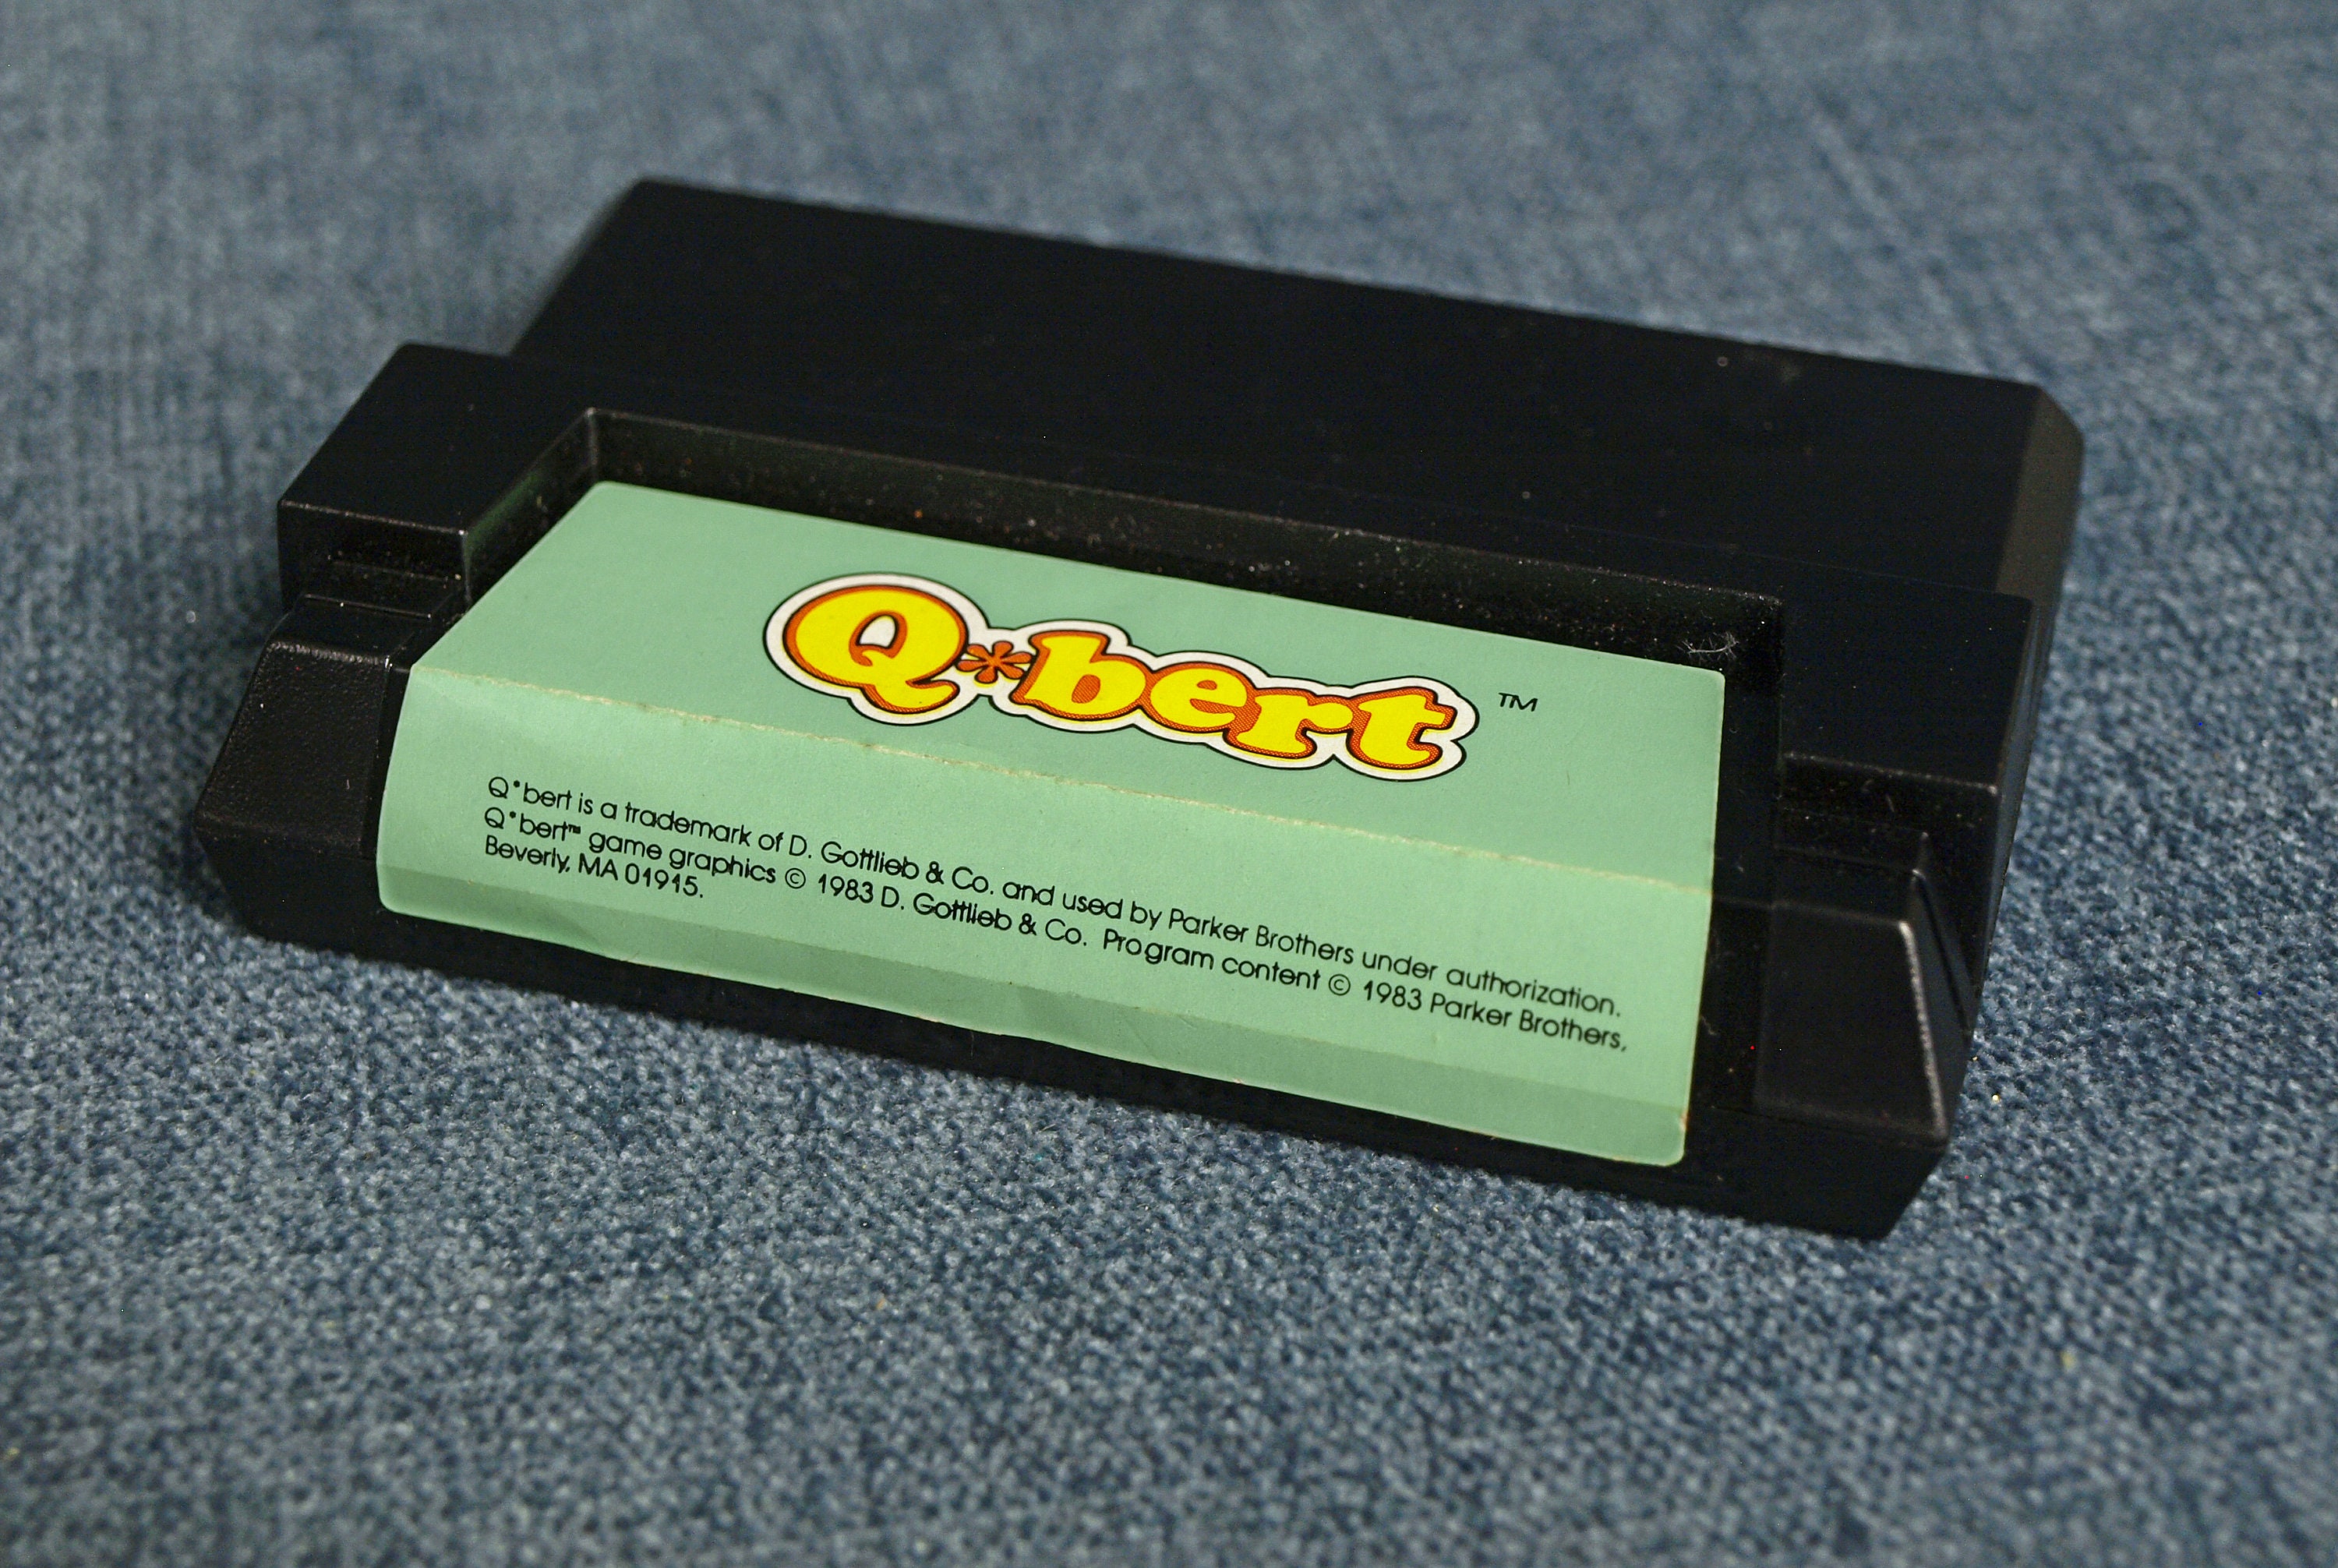 Q*bert ™
Q*bert is a trademark of D. Gottlieb & Co. and used by Parker Brothers under authorization.
Q*bert™ game graphics © 1983 D. Gottlieb & Co. Program content © 1983 Parker Brothers,
Beverly, MA 01915.